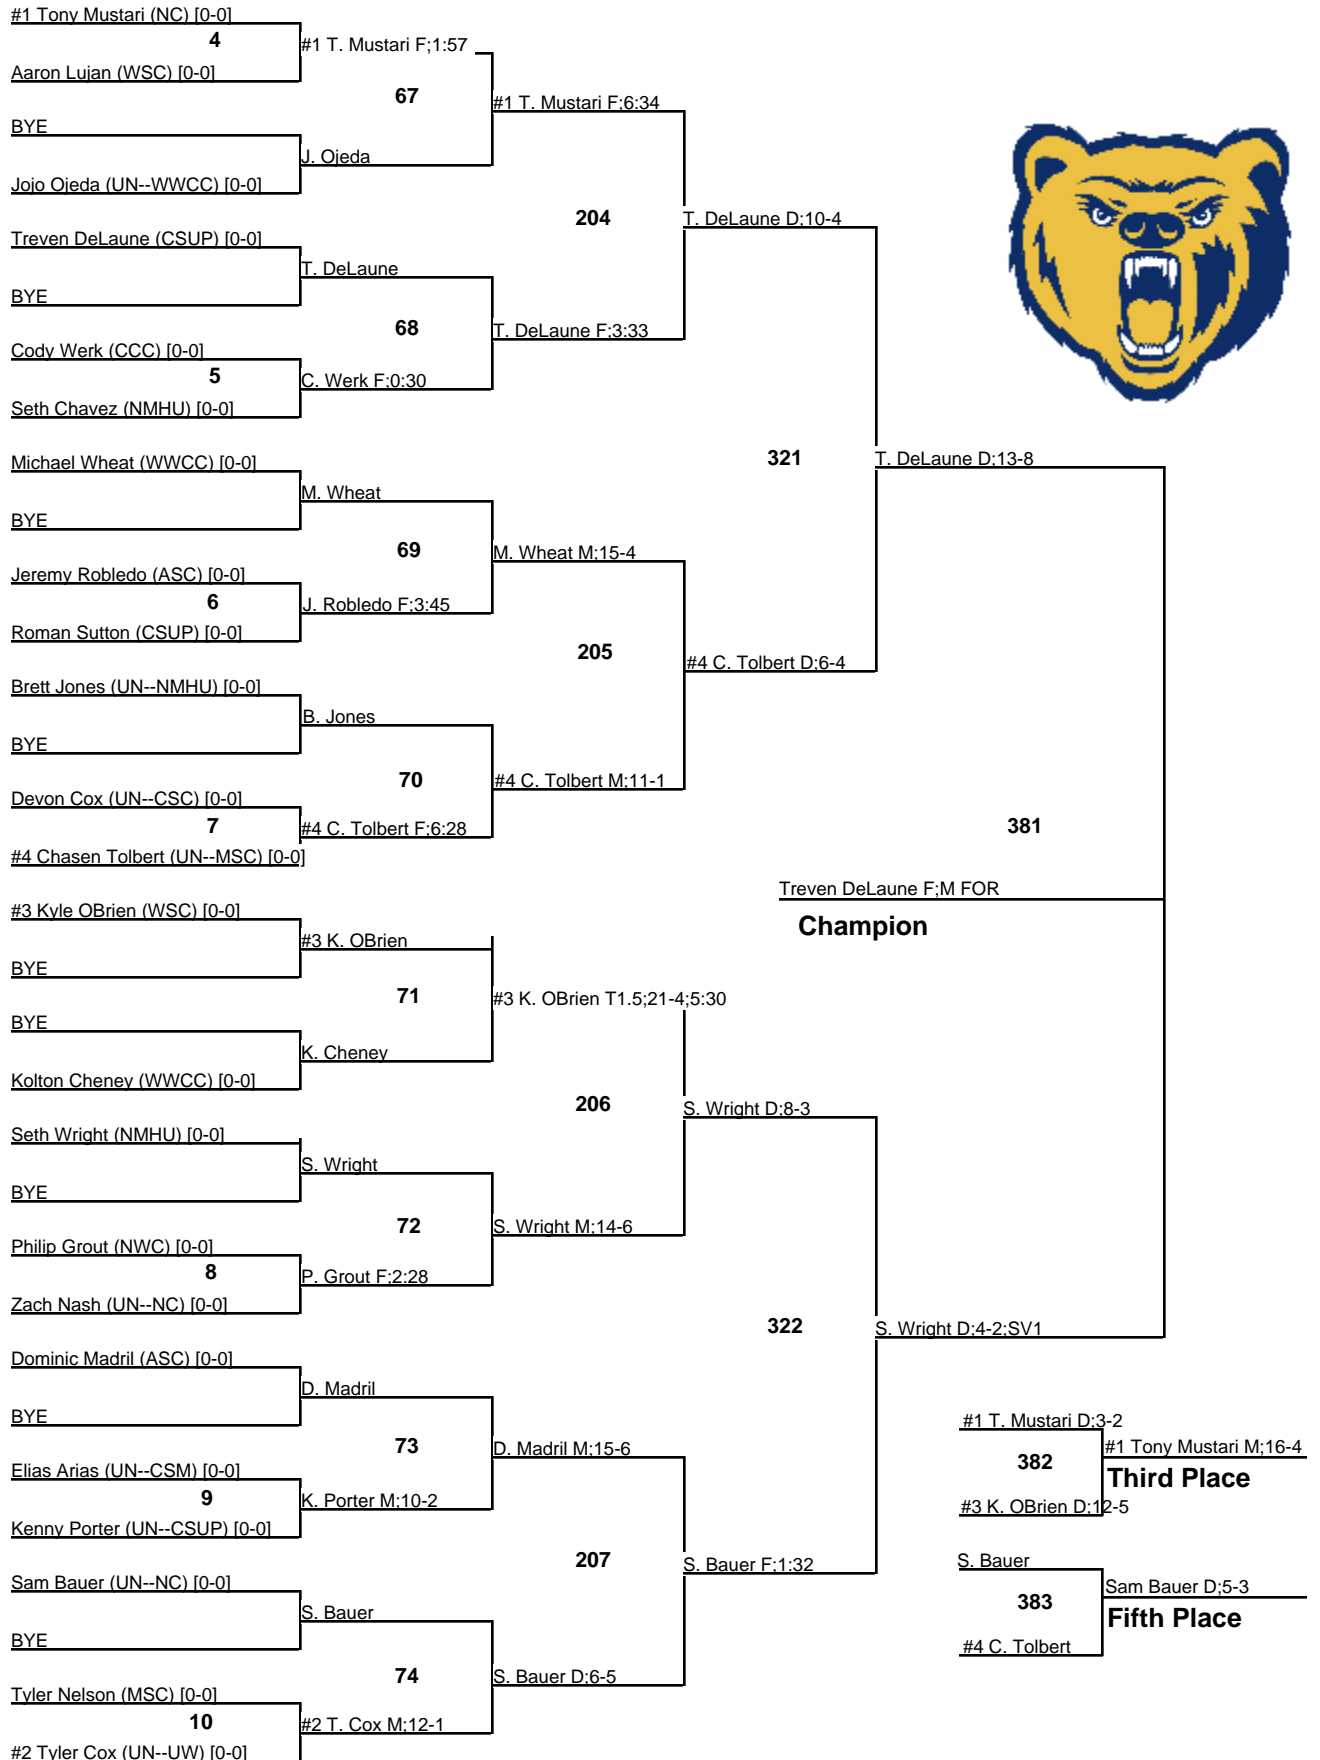 #1 Tony Mustari (NC) [0-0]
4
#1 T. Mustari F;1:57
Aaron Lujan (WSC) [0-0]
67
#1 T. Mustari F;6:34
BYE
J. Ojeda
Jojo Ojeda (UN--WWCC) [0-0]
204
T. DeLaune D;10-4
Treven DeLaune (CSUP) [0-0]
T. DeLaune
BYE
68
T. DeLaune F;3:33
Cody Werk (CCC) [0-0]
5
C. Werk F;0:30
Seth Chavez (NMHU) [0-0]
321
T. DeLaune D;13-8
Michael Wheat (WWCC) [0-0]
M. Wheat
BYE
69
M. Wheat M;15-4
Jeremy Robledo (ASC) [0-0]
6
J. Robledo F;3:45
Roman Sutton (CSUP) [0-0]
205
#4 C. Tolbert D;6-4
Brett Jones (UN--NMHU) [0-0]
B. Jones
BYE
70
#4 C. Tolbert M;11-1
Devon Cox (UN--CSC) [0-0]
7
#4 C. Tolbert F;6:28
381
#4 Chasen Tolbert (UN--MSC) [0-0]
Treven DeLaune F;M FOR
Champion
#3 Kyle OBrien (WSC) [0-0]
#3 K. OBrien
BYE
71
#3 K. OBrien T1.5;21-4;5:30
BYE
K. Cheney
Kolton Cheney (WWCC) [0-0]
206
S. Wright D;8-3
Seth Wright (NMHU) [0-0]
S. Wright
BYE
72
S. Wright M;14-6
Philip Grout (NWC) [0-0]
8
P. Grout F;2:28
Zach Nash (UN--NC) [0-0]
322
S. Wright D;4-2;SV1
Dominic Madril (ASC) [0-0]
D. Madril
BYE
73
D. Madril M;15-6
Elias Arias (UN--CSM) [0-0]
9
K. Porter M;10-2
Kenny Porter (UN--CSUP) [0-0]
207
S. Bauer F;1:32
Sam Bauer (UN--NC) [0-0]
S. Bauer
BYE
74
S. Bauer D;6-5
Tyler Nelson (MSC) [0-0]
10
#2 T. Cox M;12-1
#2 Tyler Cox (UN--UW) [0-0]
#1 T. Mustari D;3-2
382
#1 Tony Mustari M;16-4
Third Place
#3 K. OBrien D;12-5
S. Bauer
383
Sam Bauer D;5-3
Fifth Place
#4 C. Tolbert